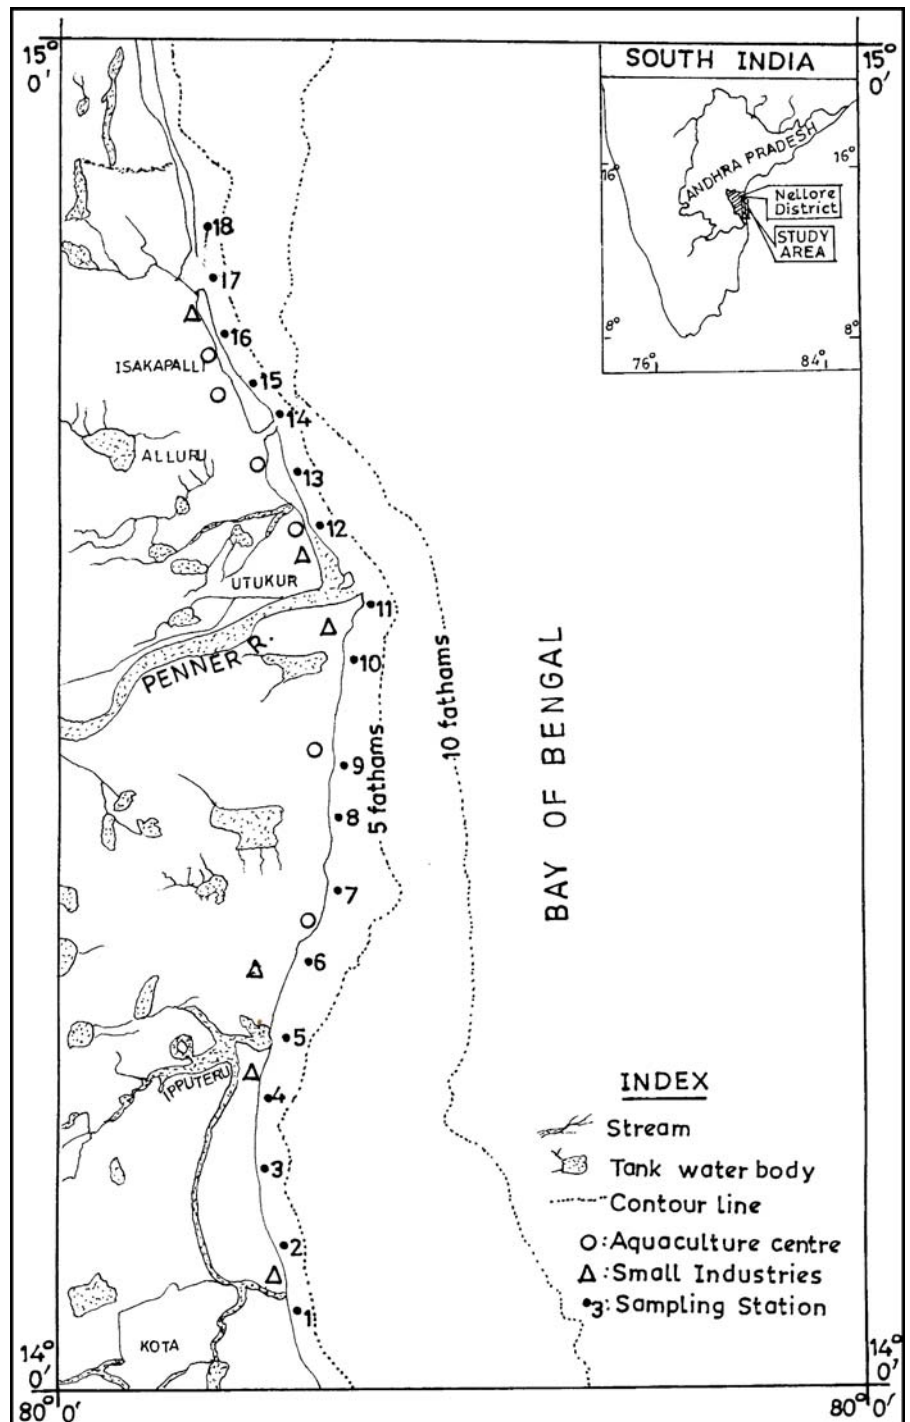 15°
0'
15°
0'
SOUTH INDIA
ANDHRA PRADESH
16°
16°
Nellore
District
STUDY
AREA
8°
8°
76°
84°
18
17
16
ISAKAPALLI
15
14
ALLURU
13
12
UTUKUR
11
PENNER R.
10
5 fathams
10 fathams
BAY OF BENGAL
9
8
7
6
5
IPPUTERU
4
3
2
1
KOTA
INDEX
Stream
Tank water body
Contour line
O:Aquaculture centre
Δ:Small Industries
•3:Sampling Station
14°
0'
14°
0'
80° 0'
80° 0'